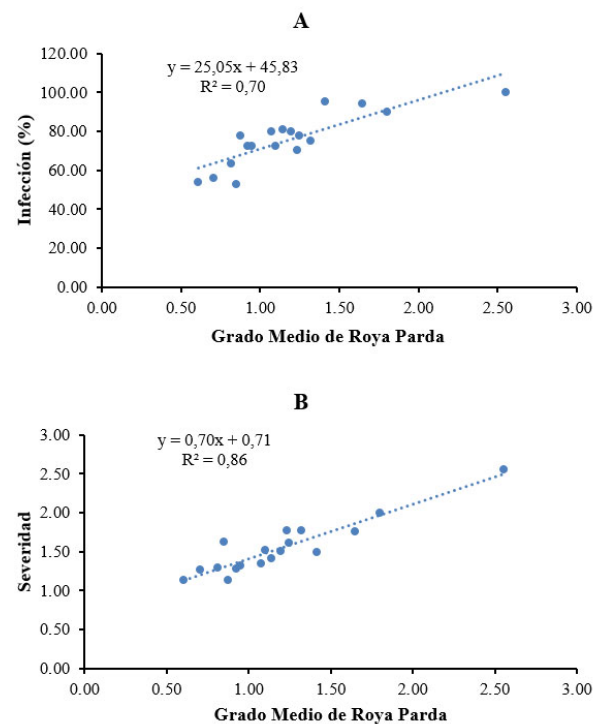 A
120.00
100.00
80.00
60.00
40.00
20.00
0.00
Infección (%)
y = 25,05x + 45,83
R² = 0,70
0.00 0.50 1.00 1.50 2.00 2.50 3.00
Grado Medio de Roya Parda
B
3.00
2.50
2.00
1.50
1.00
0.50
0.00
Severidad
y = 0,70x + 0,71
R² = 0,86
0.00 0.50 1.00 1.50 2.00 2.50 3.00
Grado Medio de Roya Parda